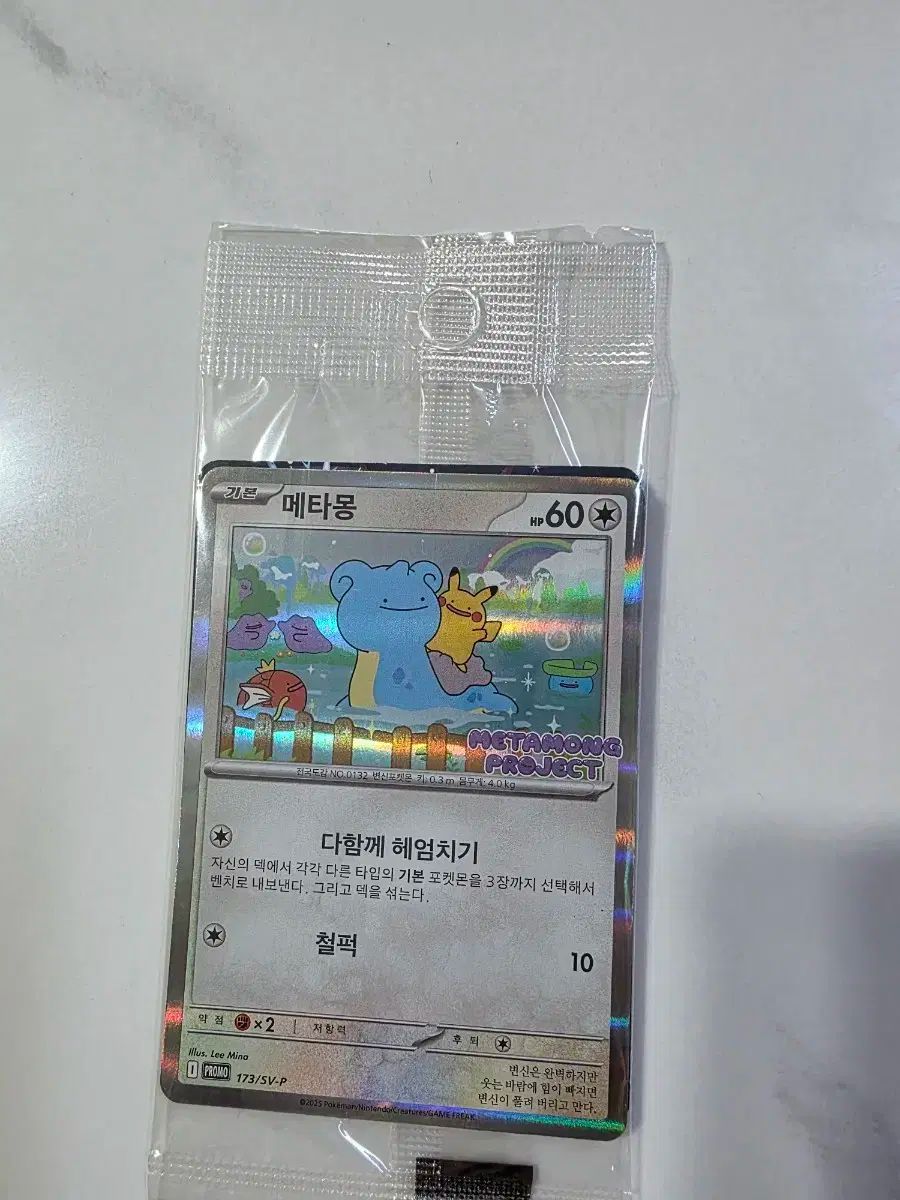 기본 메타몽 HP 60
METAMONG
PROJECT
전국도감 NO.0132 변신포켓몬 키: 0.3 m 몸무게: 4.0 kg
다함께 헤엄치기
자신의 덱에서 각각 다른 타입의 기본 포켓몬을 3장까지 선택해서
벤치로 내보낸다. 그리고 덱을 섞는다.
철퍽 10
약점 ×2 저항력 후퇴
Illus. Lee Mina
I PROMO 173/SV-P
변신은 완벽하지만
웃는 바람에 힘이 빠지면
변신이 풀려 버리고 만다.
©2025 Pokémon/Nintendo/Creatures/GAME FREAK